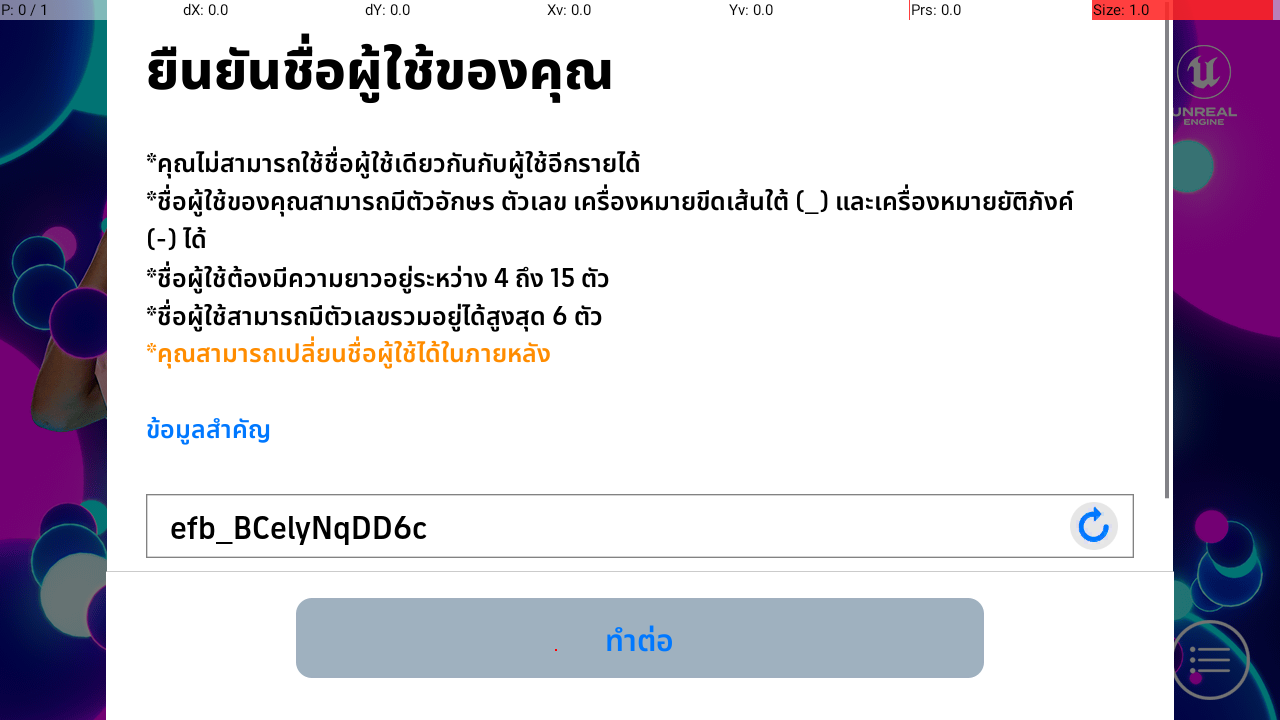 P: 0 / 1 dX: 0.0 dY: 0.0 Xv: 0.0 Yv: 0.0 Prs: 0.0 Size: 1.0
ยืนยันชื่อผู้ใช้ของคุณ
UNREAL
ENGINE
*คุณไม่สามารถใช้ชื่อผู้ใช้เดียวกันกับผู้ใช้อีกรายได้
*ชื่อผู้ใช้ของคุณสามารถมีตัวอักษร ตัวเลข เครื่องหมายขีดเส้นใต้ (_) และเครื่องหมายยัติภังค์
(-) ได้
*ชื่อผู้ใช้ต้องมีความยาวอยู่ระหว่าง 4 ถึง 15 ตัว
*ชื่อผู้ใช้สามารถมีตัวเลขรวมอยู่ได้สูงสุด 6 ตัว
*คุณสามารถเปลี่ยนชื่อผู้ใช้ได้ในภายหลัง
ข้อมูลสำคัญ
efb_BCelyNqDD6c
ทำต่อ